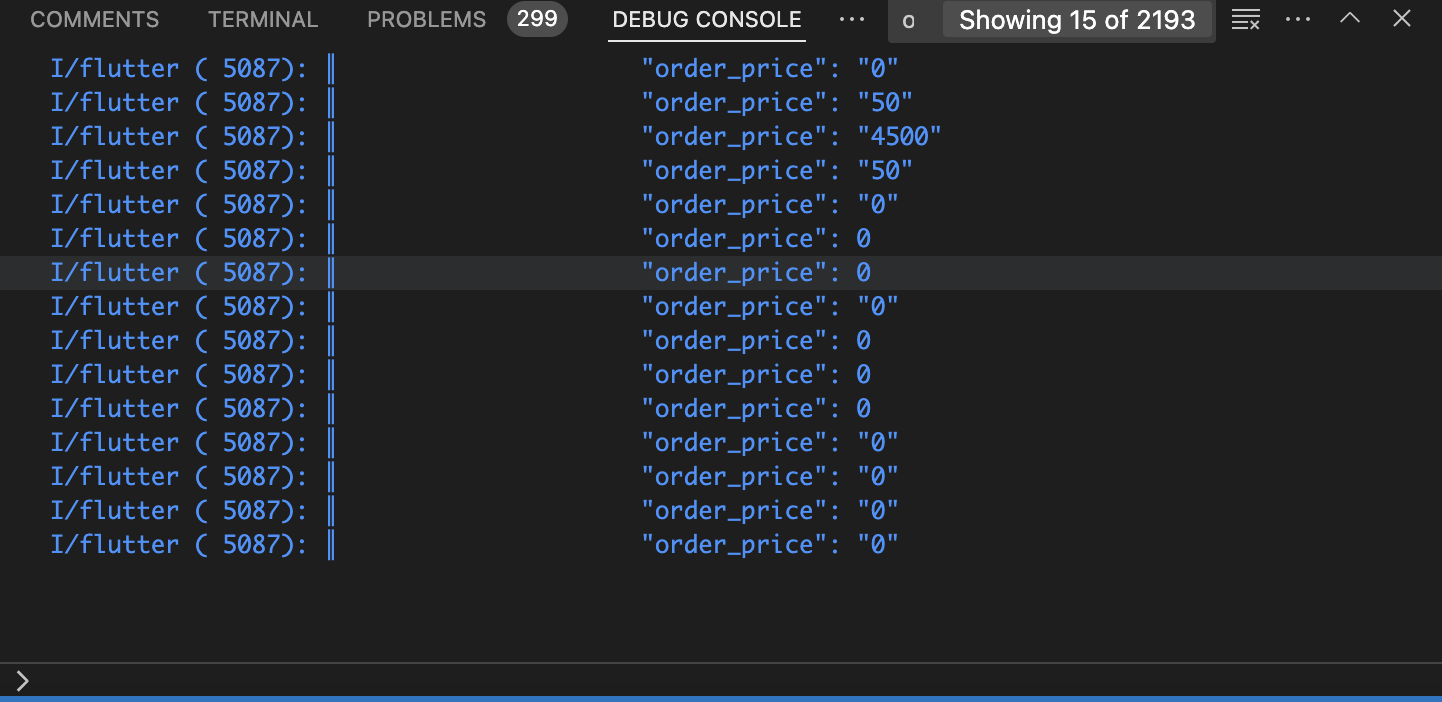 COMMENTS TERMINAL PROBLEMS 299 DEBUG CONSOLE ··· o Showing 15 of 2193 ···
I/flutter ( 5087): ║ "order_price": "0"
I/flutter ( 5087): ║ "order_price": "50"
I/flutter ( 5087): ║ "order_price": "4500"
I/flutter ( 5087): ║ "order_price": "50"
I/flutter ( 5087): ║ "order_price": "0"
I/flutter ( 5087): ║ "order_price": 0
I/flutter ( 5087): ║ "order_price": 0
I/flutter ( 5087): ║ "order_price": "0"
I/flutter ( 5087): ║ "order_price": 0
I/flutter ( 5087): ║ "order_price": 0
I/flutter ( 5087): ║ "order_price": 0
I/flutter ( 5087): ║ "order_price": "0"
I/flutter ( 5087): ║ "order_price": "0"
I/flutter ( 5087): ║ "order_price": "0"
I/flutter ( 5087): ║ "order_price": "0"